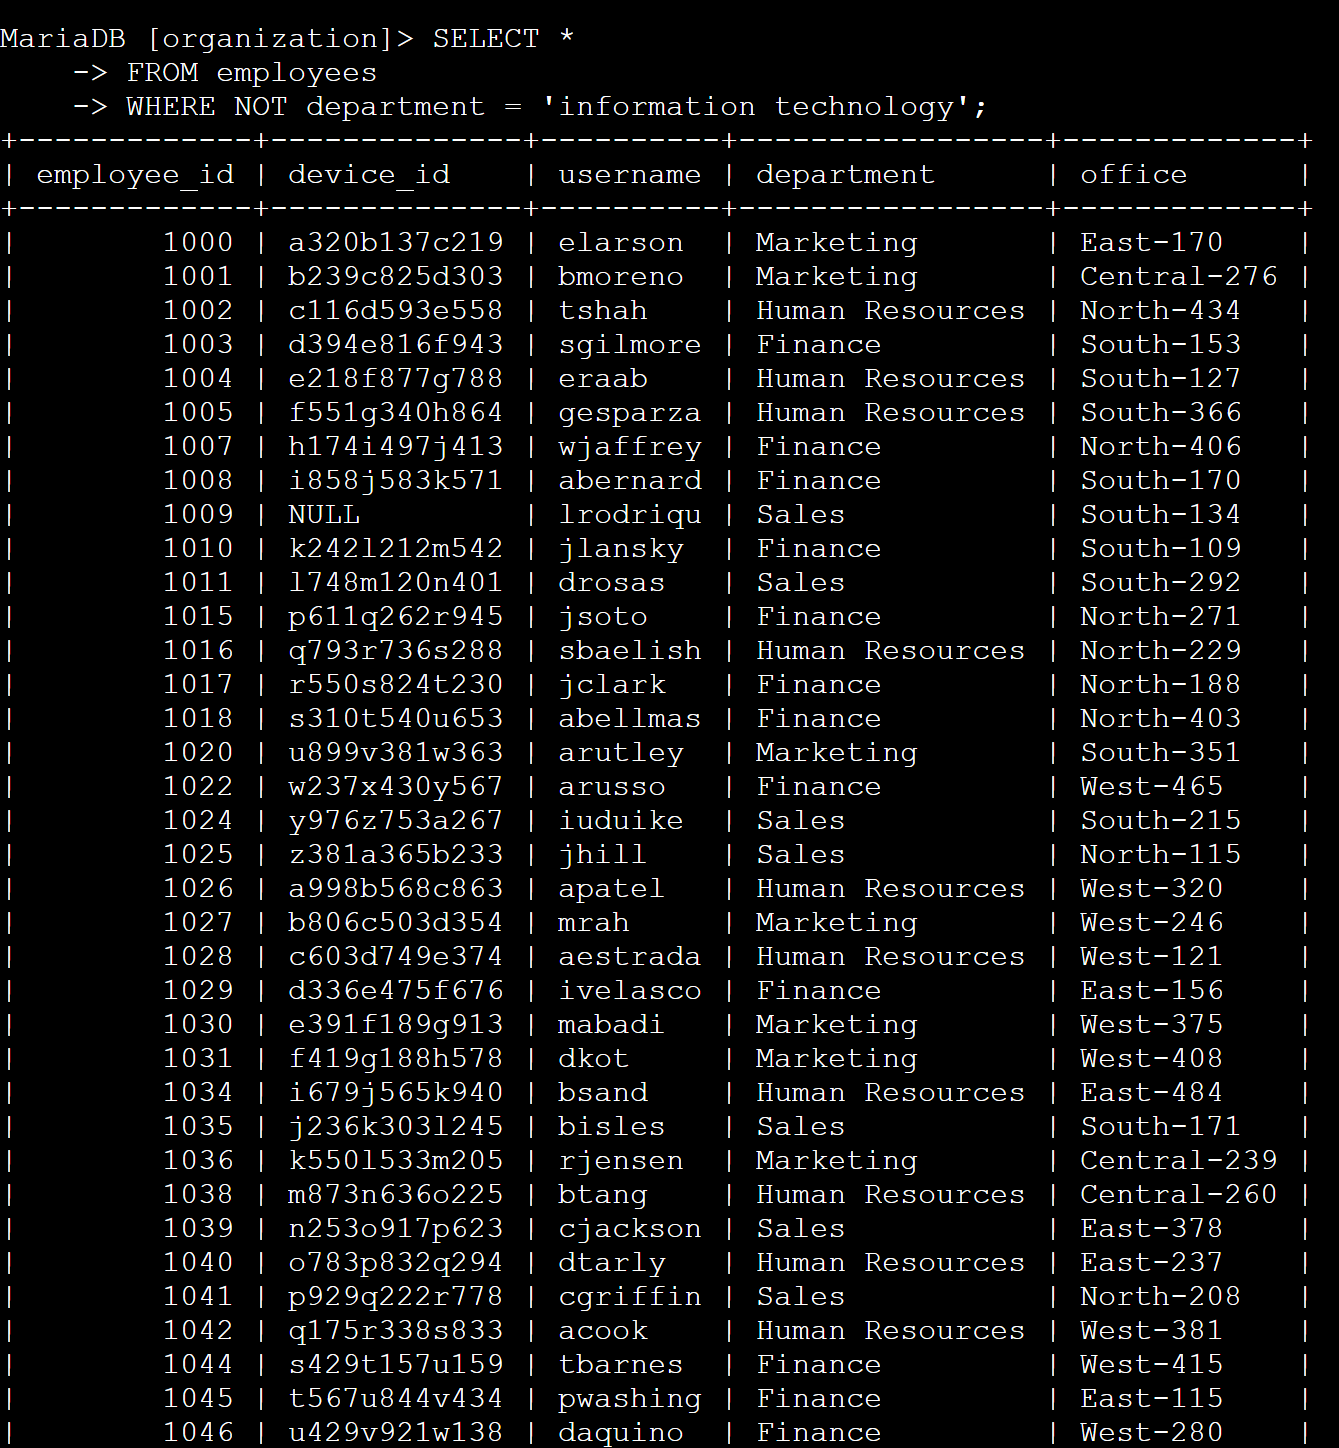 MariaDB [organization]> SELECT *
    -> FROM employees
    -> WHERE NOT department = 'information technology';
+-------------+--------------+----------+-----------------+-------------+
| employee_id | device_id    | username | department      | office      |
+-------------+--------------+----------+-----------------+-------------+
|        1000 | a320b137c219 | elarson  | Marketing       | East-170    |
|        1001 | b239c825d303 | bmoreno  | Marketing       | Central-276 |
|        1002 | c116d593e558 | tshah    | Human Resources | North-434   |
|        1003 | d394e816f943 | sgilmore | Finance         | South-153   |
|        1004 | e218f877g788 | eraab    | Human Resources | South-127   |
|        1005 | f551g340h864 | gesparza | Human Resources | South-366   |
|        1007 | h174i497j413 | wjaffrey | Finance         | North-406   |
|        1008 | i858j583k571 | abernard | Finance         | South-170   |
|        1009 | NULL         | lrodriqu | Sales           | South-134   |
|        1010 | k242l212m542 | jlansky  | Finance         | South-109   |
|        1011 | l748m120n401 | drosas   | Sales           | South-292   |
|        1015 | p611q262r945 | jsoto    | Finance         | North-271   |
|        1016 | q793r736s288 | sbaelish | Human Resources | North-229   |
|        1017 | r550s824t230 | jclark   | Finance         | North-188   |
|        1018 | s310t540u653 | abellmas | Finance         | North-403   |
|        1020 | u899v381w363 | arutley  | Marketing       | South-351   |
|        1022 | w237x430y567 | arusso   | Finance         | West-465    |
|        1024 | y976z753a267 | iuduike  | Sales           | South-215   |
|        1025 | z381a365b233 | jhill    | Sales           | North-115   |
|        1026 | a998b568c863 | apatel   | Human Resources | West-320    |
|        1027 | b806c503d354 | mrah     | Marketing       | West-246    |
|        1028 | c603d749e374 | aestrada | Human Resources | West-121    |
|        1029 | d336e475f676 | ivelasco | Finance         | East-156    |
|        1030 | e391f189g913 | mabadi   | Marketing       | West-375    |
|        1031 | f419g188h578 | dkot     | Marketing       | West-408    |
|        1034 | i679j565k940 | bsand    | Human Resources | East-484    |
|        1035 | j236k303l245 | bisles   | Sales           | South-171   |
|        1036 | k550l533m205 | rjensen  | Marketing       | Central-239 |
|        1038 | m873n636o225 | btang    | Human Resources | Central-260 |
|        1039 | n253o917p623 | cjackson | Sales           | East-378    |
|        1040 | o783p832q294 | dtarly   | Human Resources | East-237    |
|        1041 | p929q222r778 | cgriffin | Sales           | North-208   |
|        1042 | q175r338s833 | acook    | Human Resources | West-381    |
|        1044 | s429t157u159 | tbarnes  | Finance         | West-415    |
|        1045 | t567u844v434 | pwashing | Finance         | East-115    |
|        1046 | u429v921w138 | daquino  | Finance         | West-280    |